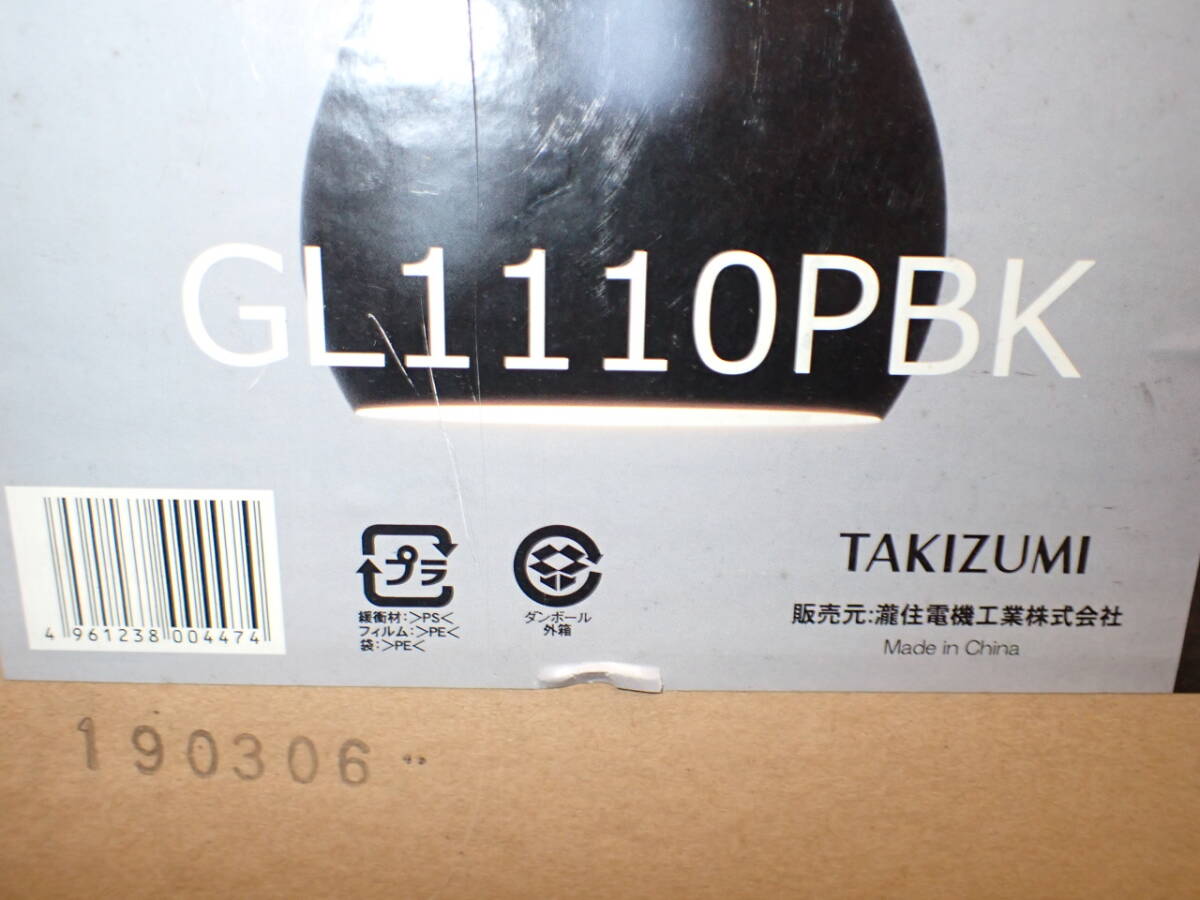 GL1110PBK
4 961238 004474
プラ
緩衝材:>PS<
フィルム:>PE<
袋:>PE<
ダンボール
外箱
TAKIZUMI
販売元:瀧住電機工業株式会社
Made in China
190306